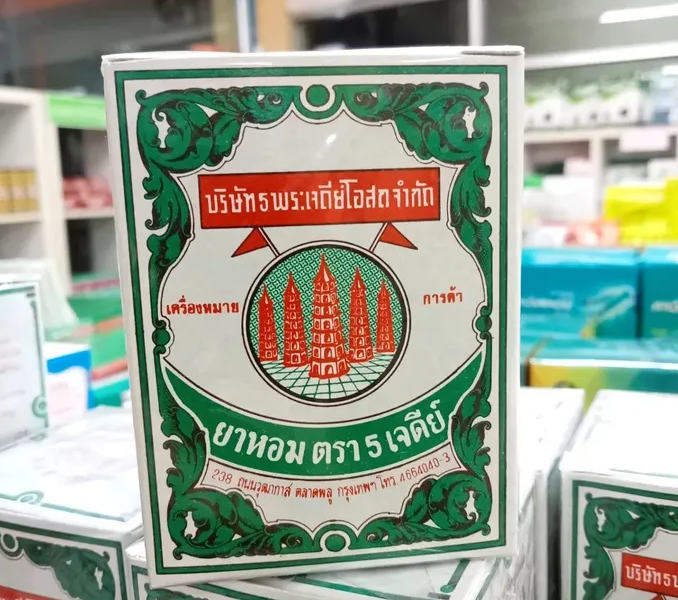 บริษัท ๕ พระเจดีย์โอสถ จำกัด
เครื่องหมาย การค้า
ยาหอม ตรา 5 เจดีย์
238 ถนนวุฒากาศ ตลาดพลู กรุงเทพฯ โทร. 4664040-3